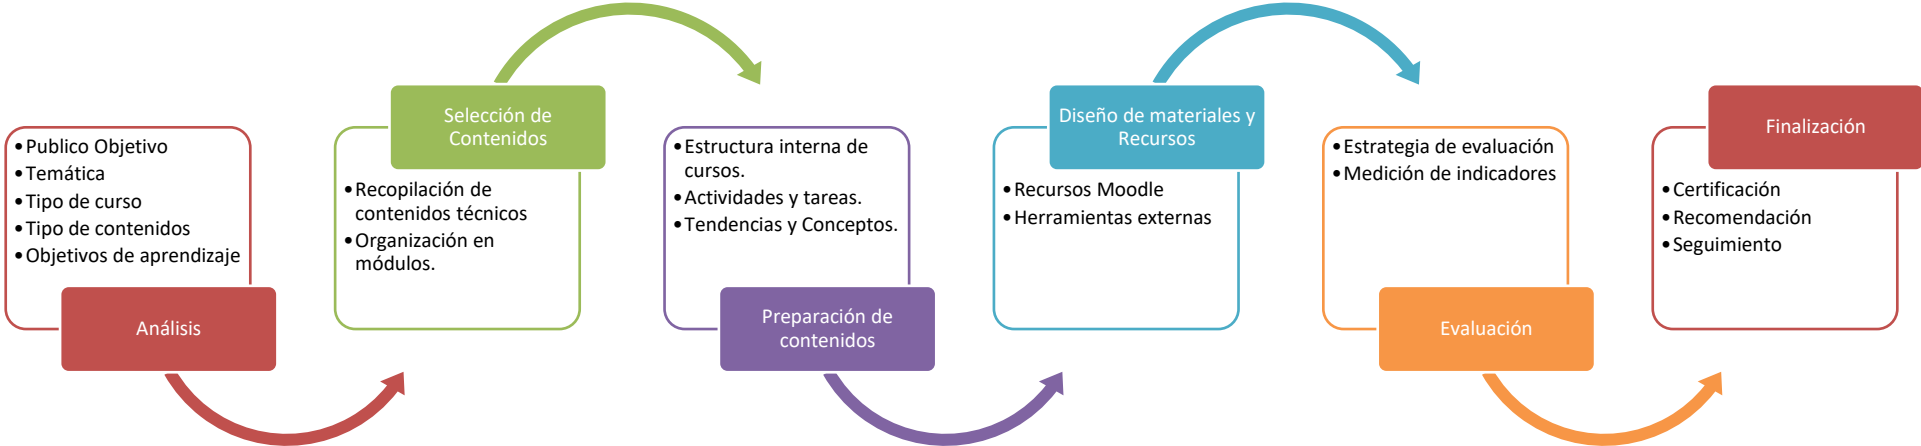 •Publico Objetivo
•Temática
•Tipo de curso
•Tipo de contenidos
•Objetivos de aprendizaje
Análisis
Selección de
Contenidos
•Recopilación de
contenidos técnicos
•Organización en
módulos.
•Estructura interna de
cursos.
•Actividades y tareas.
•Tendencias y Conceptos.
Preparación de
contenidos
Diseño de materiales y
Recursos
•Recursos Moodle
•Herramientas externas
•Estrategia de evaluación
•Medición de indicadores
Evaluación
Finalización
•Certificación
•Recomendación
•Seguimiento